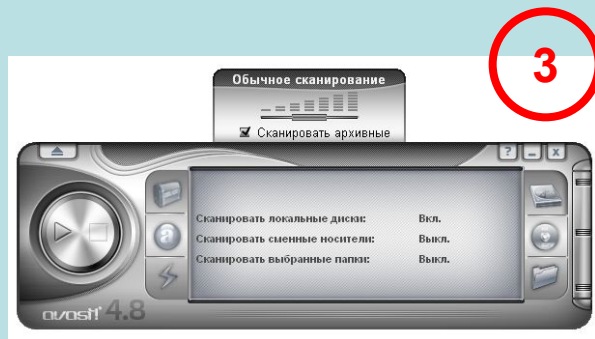 3
Обычное сканирование
Сканировать архивные
? _ x
Сканировать локальные диски: Вкл.
Сканировать сменные носители: Выкл.
Сканировать выбранные папки: Выкл.
a
avast! 4.8